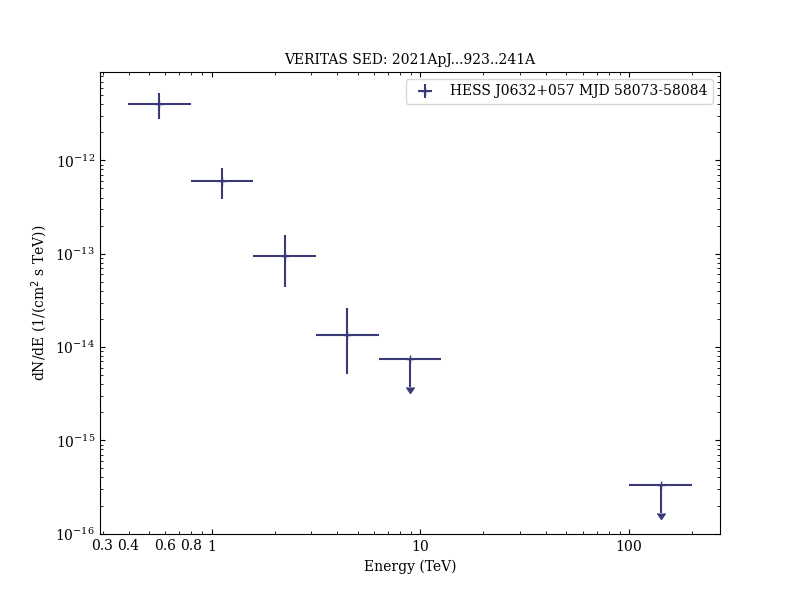 VERITAS SED: 2021ApJ...923..241A
HESS J0632+057 MJD 58073-58084
dN/dE (1/(cm² s TeV))
10⁻¹²
10⁻¹³
10⁻¹⁴
10⁻¹⁵
10⁻¹⁶
0.3 0.4 0.6 0.8 1 10 100
Energy (TeV)